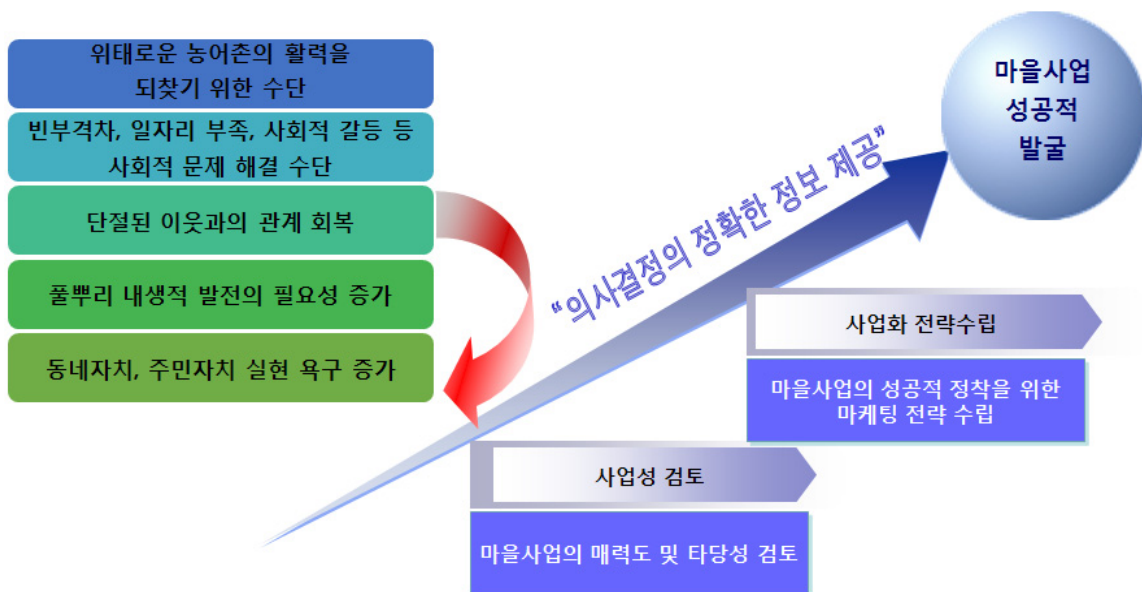 위태로운 농어촌의 활력을
되찾기 위한 수단
빈부격차, 일자리 부족, 사회적 갈등 등
사회적 문제 해결 수단
단절된 이웃과의 관계 회복
풀뿌리 내생적 발전의 필요성 증가
동네자치, 주민자치 실현 욕구 증가
마을사업
성공적
발굴
“의사결정의 정확한 정보 제공”
사업화 전략수립
마을사업의 성공적 정착을 위한
마케팅 전략 수립
사업성 검토
마을사업의 매력도 및 타당성 검토